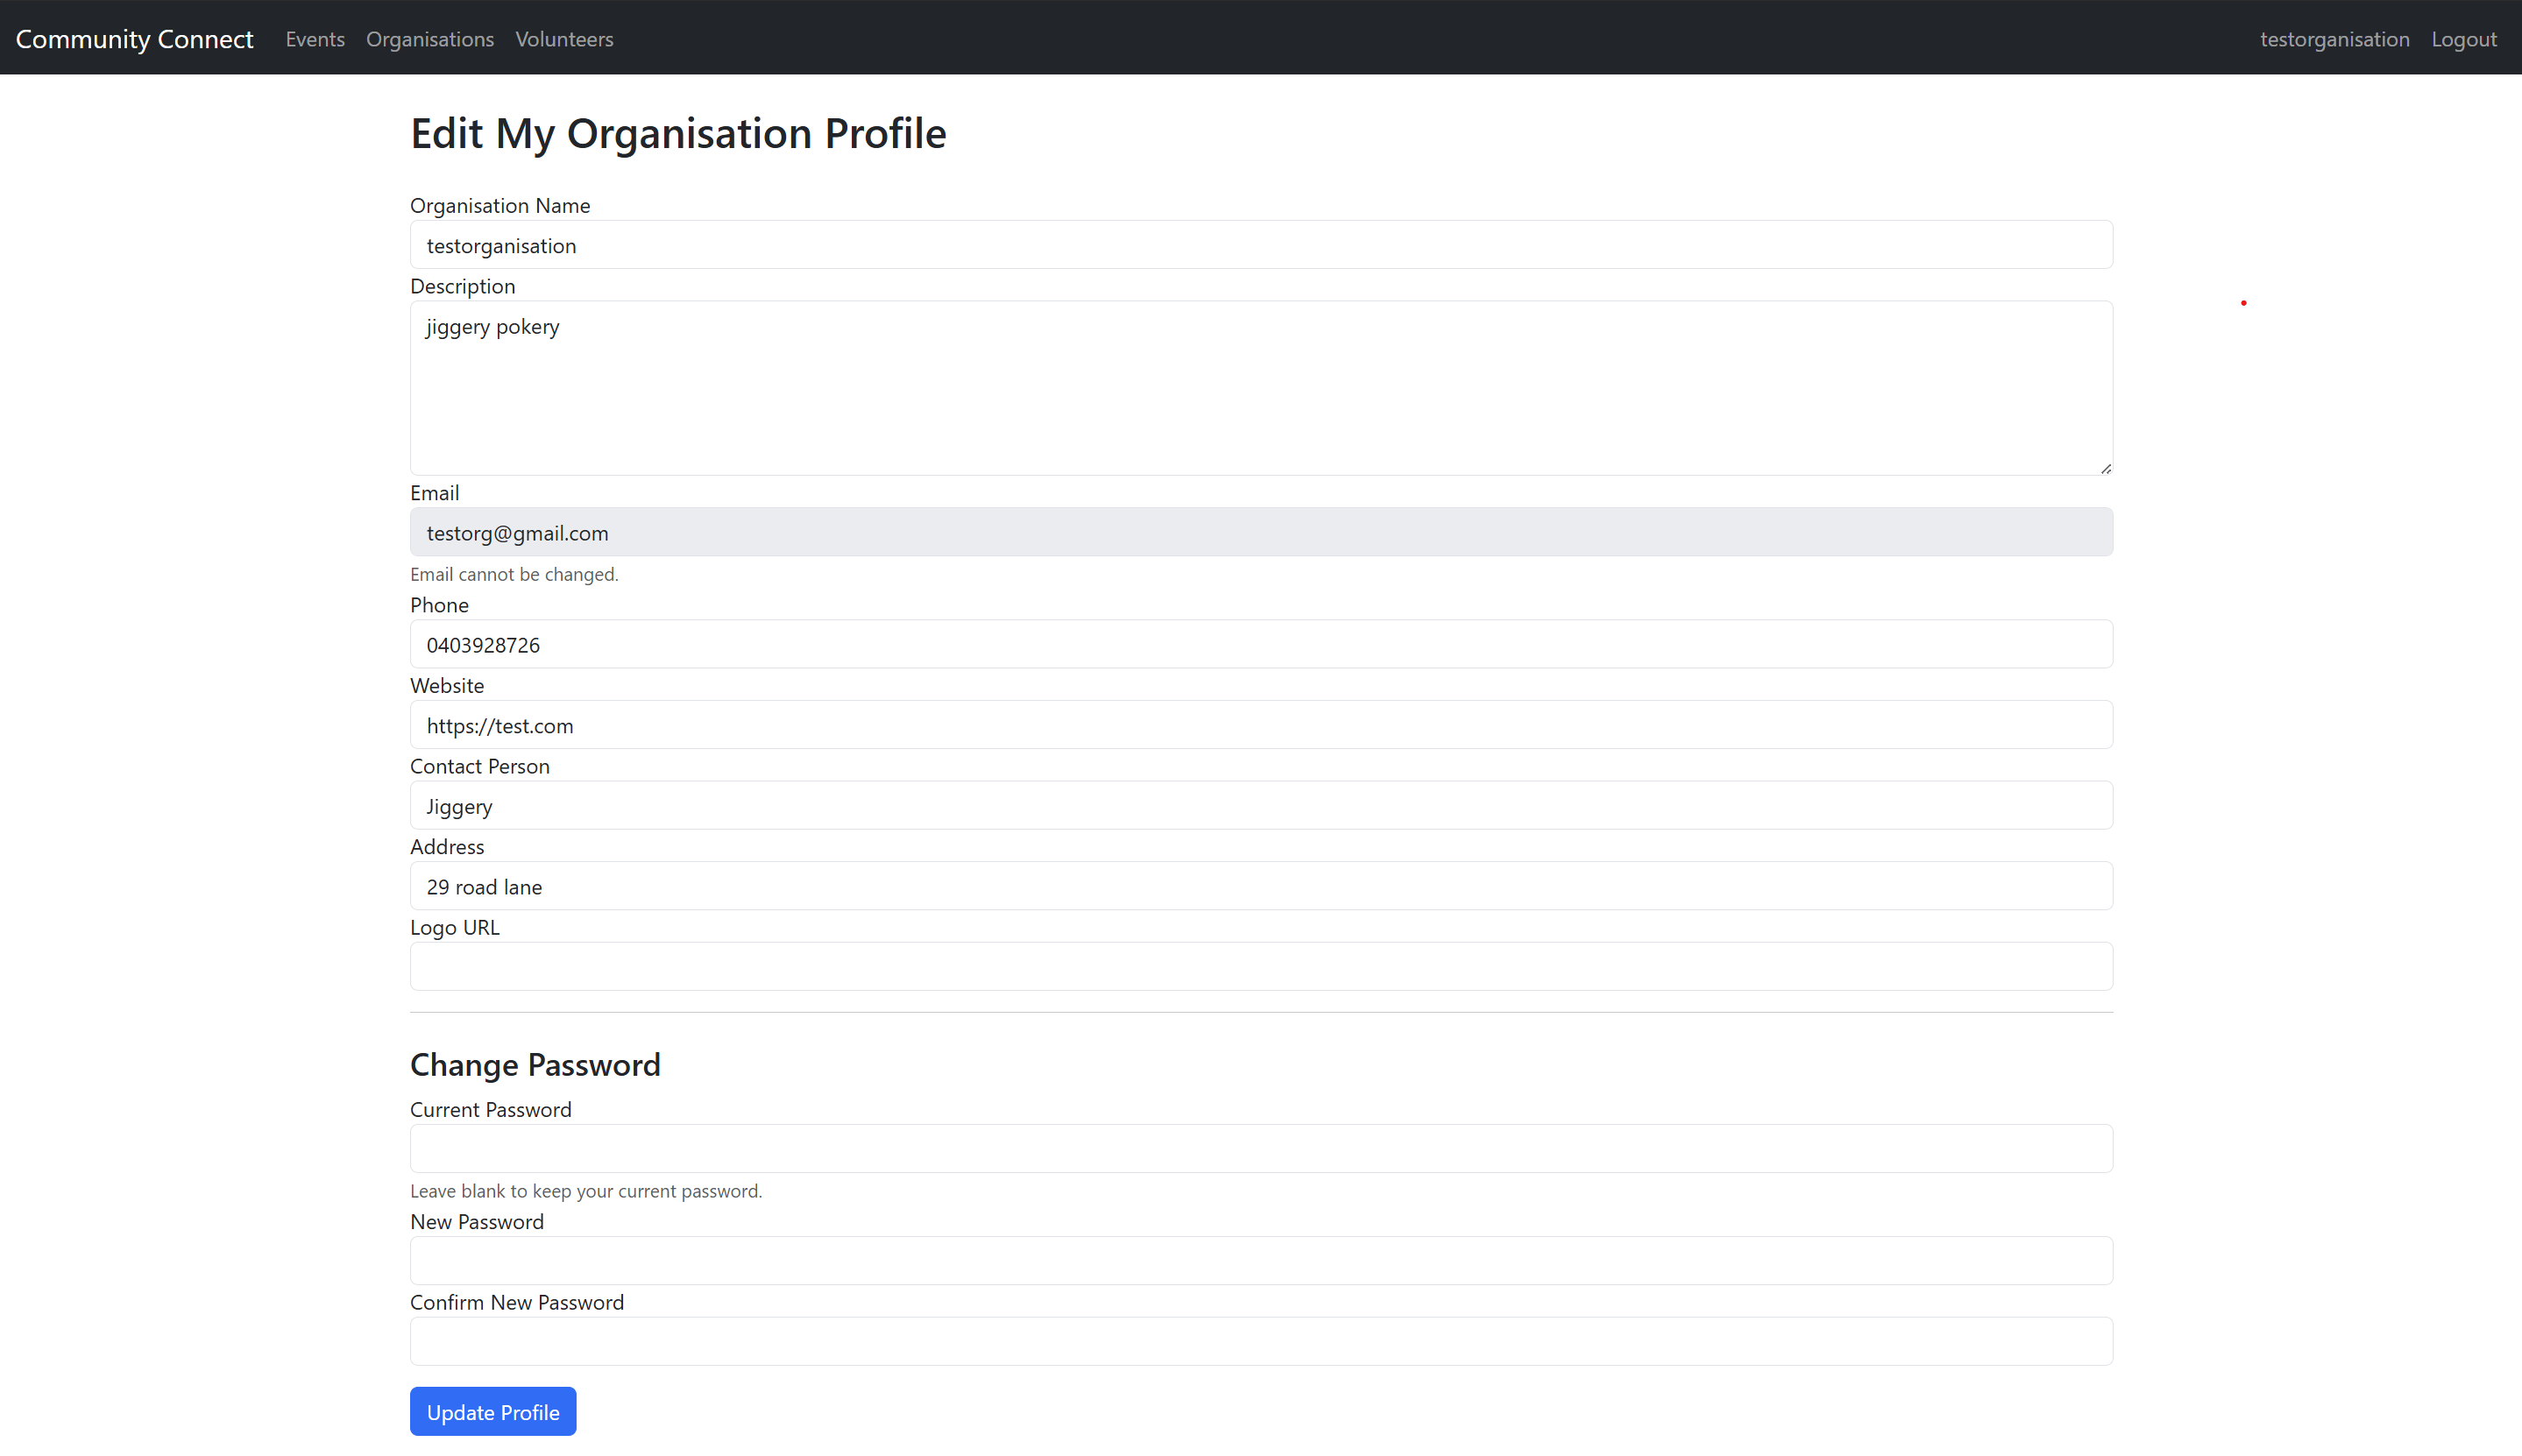 Community Connect Events Organisations Volunteers testorganisation Logout
Edit My Organisation Profile
Organisation Name
testorganisation
Description
jiggery pokery
Email
testorg@gmail.com
Email cannot be changed.
Phone
0403928726
Website
https://test.com
Contact Person
Jiggery
Address
29 road lane
Logo URL
Change Password
Current Password
Leave blank to keep your current password.
New Password
Confirm New Password
Update Profile